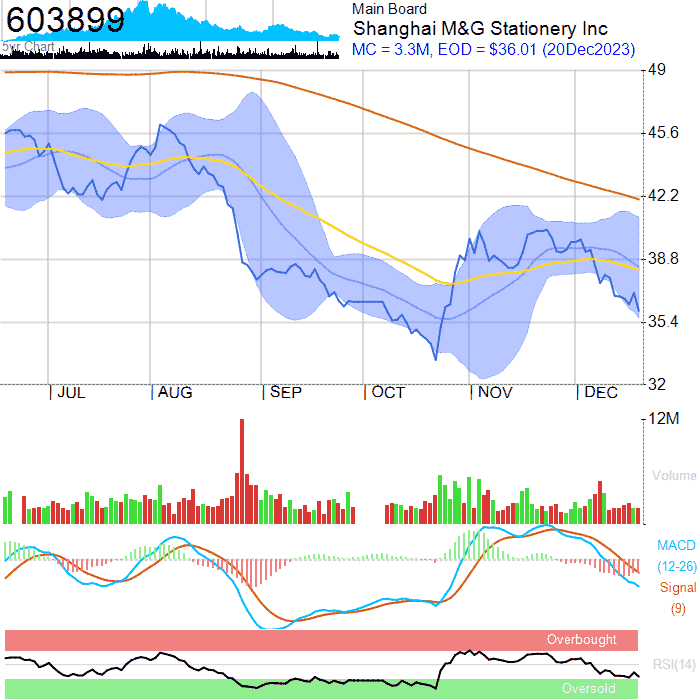 603899
5yr Chart
Main Board
Shanghai M&G Stationery Inc
MC = 3.3M, EOD = $36.01 (20Dec2023)
49
45.6
42.2
38.8
35.4
32
JUL AUG SEP OCT NOV DEC
12M
Volume
MACD
(12-26)
Signal
(9)
Overbought
RSI(14)
Oversold